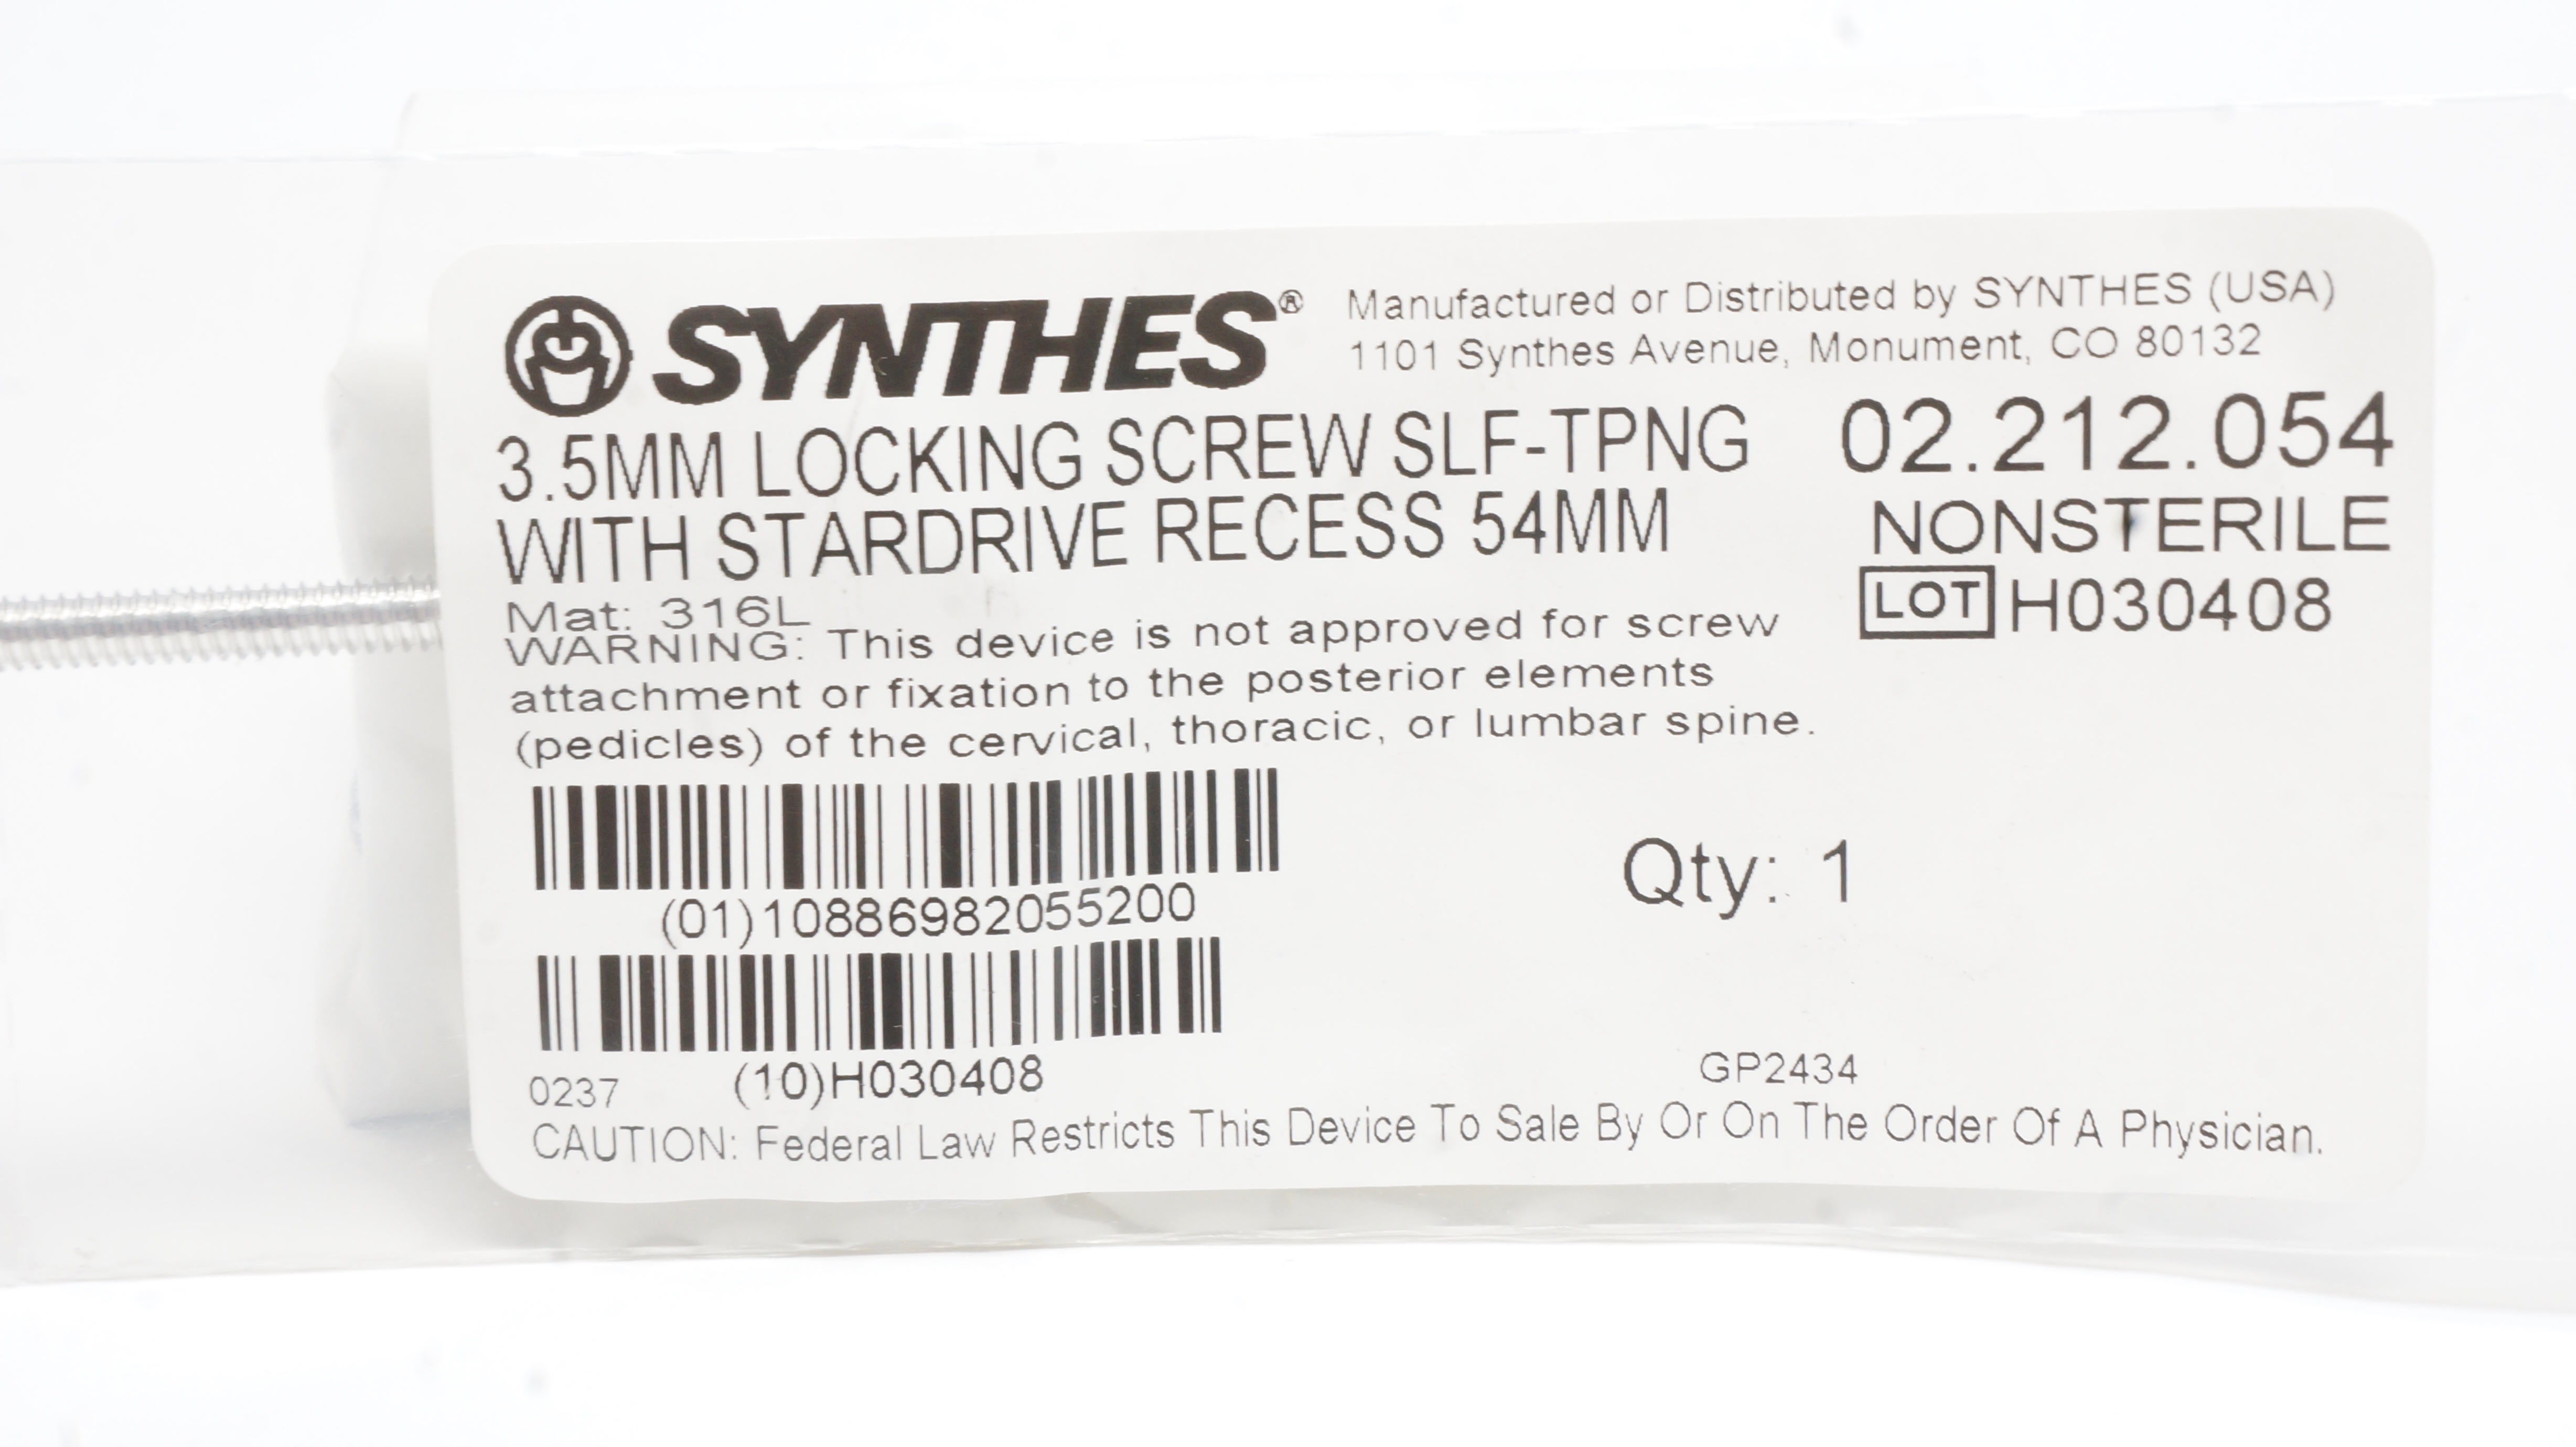 SYNTHES®
Manufactured or Distributed by SYNTHES (USA)
1101 Synthes Avenue, Monument, CO 80132
3.5MM LOCKING SCREW SLF-TPNG
WITH STARDRIVE RECESS 54MM
02.212.054
NONSTERILE
LOT H030408
Mat: 316L
WARNING: This device is not approved for screw
attachment or fixation to the posterior elements
(pedicles) of the cervical, thoracic, or lumbar spine.
(01)10886982055200
Qty: 1
(10)H030408
0237
GP2434
CAUTION: Federal Law Restricts This Device To Sale By Or On The Order Of A Physician.